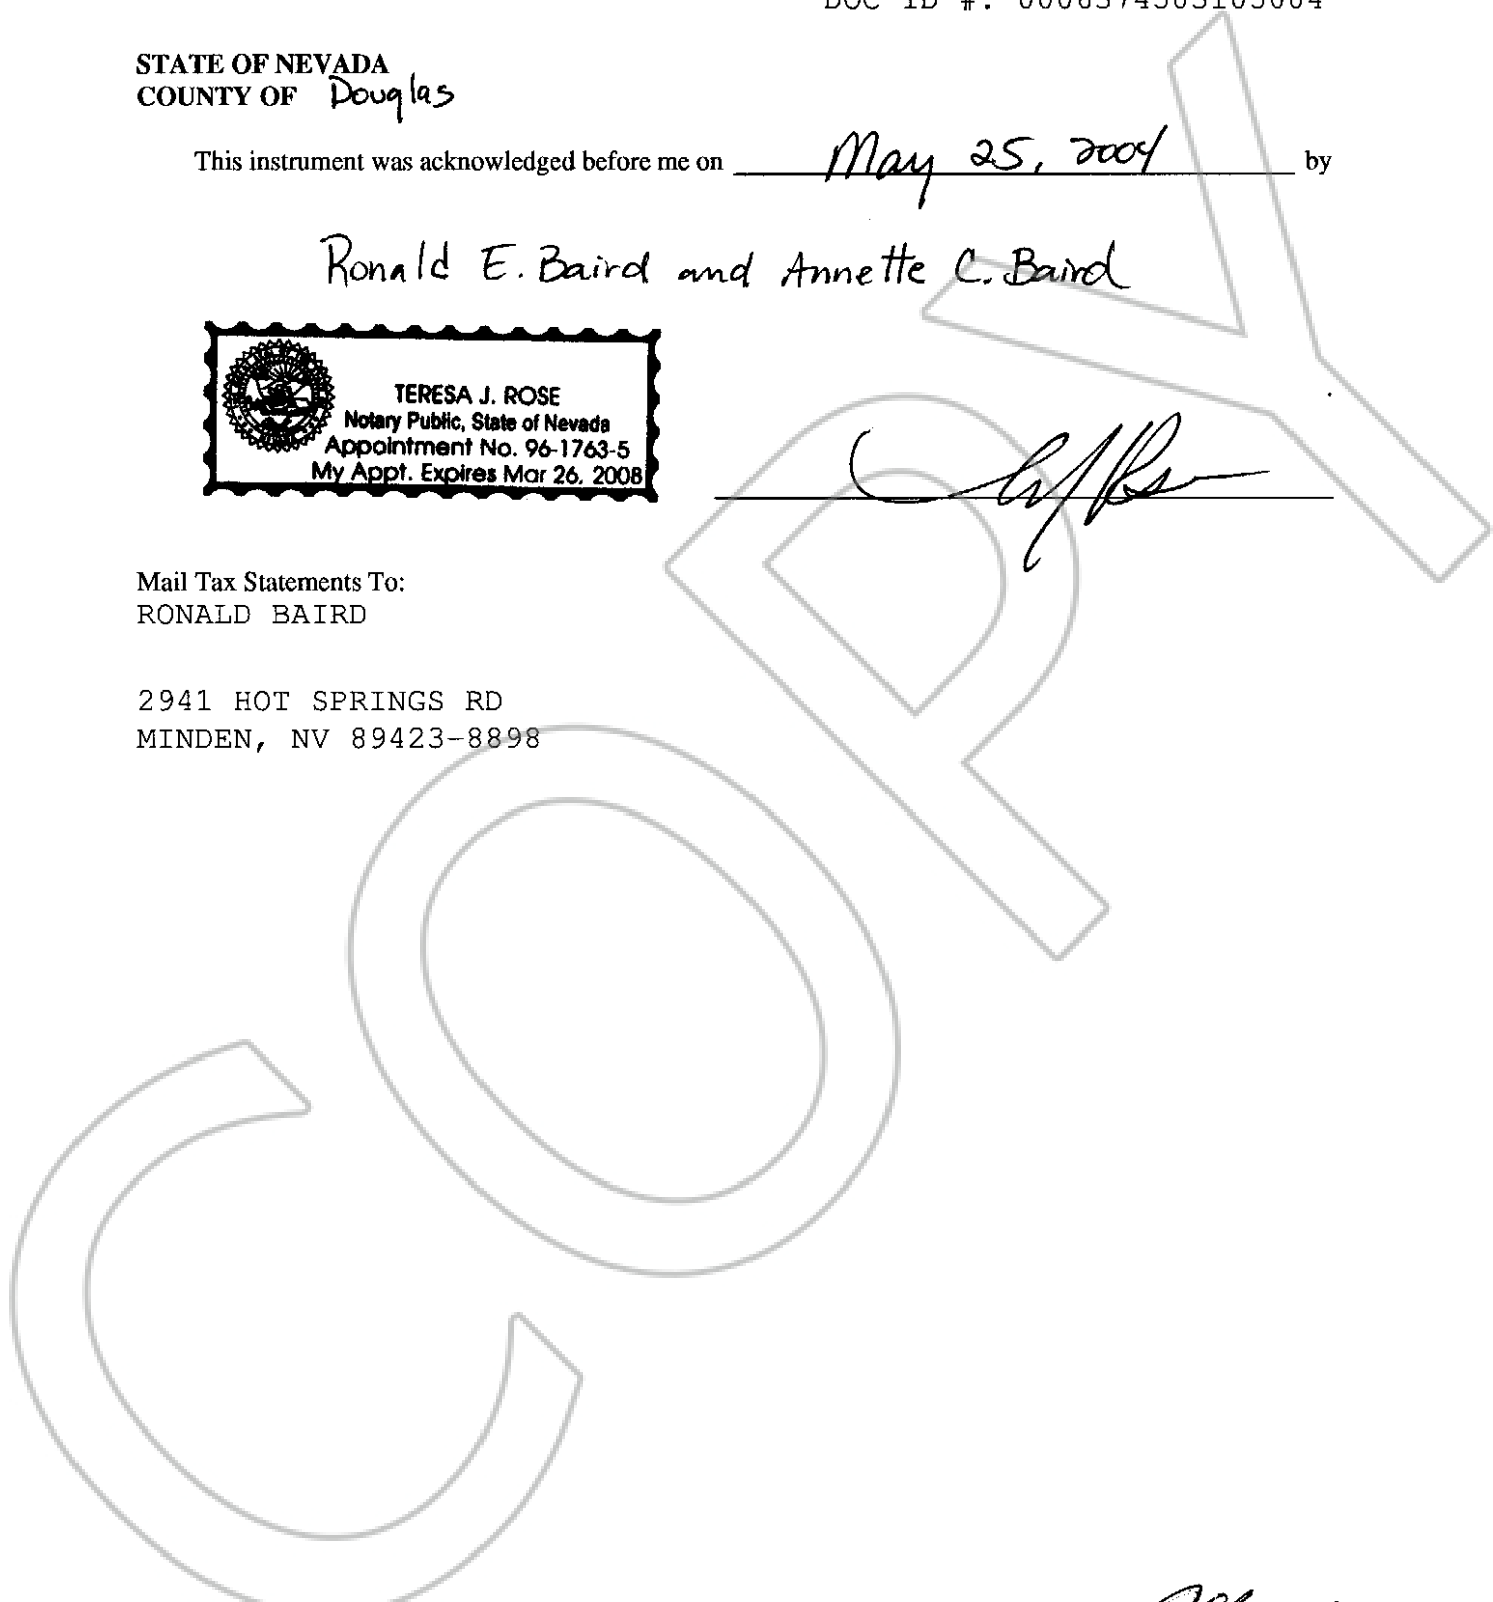 DOC ID #:
STATE OF NEVADA
COUNTY OF Douglas
This instrument was acknowledged before me on May 25, 2004 by
Ronald E. Baird and Annette C. Baird
TERESA J. ROSE
Notary Public, State of Nevada
Appointment No. 96-1763-5
My Appt. Expires Mar 26, 2008
Mail Tax Statements To:
RONALD BAIRD
2941 HOT SPRINGS RD
MINDEN, NV 89423-8898
COPY